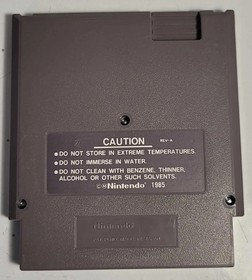 CAUTION REV-A
• DO NOT STORE IN EXTREME TEMPERATURES.
• DO NOT IMMERSE IN WATER.
• DO NOT CLEAN WITH BENZENE, THINNER,
ALCOHOL OR OTHER SUCH SOLVENTS.
©™Nintendo® 1985
Nintendo